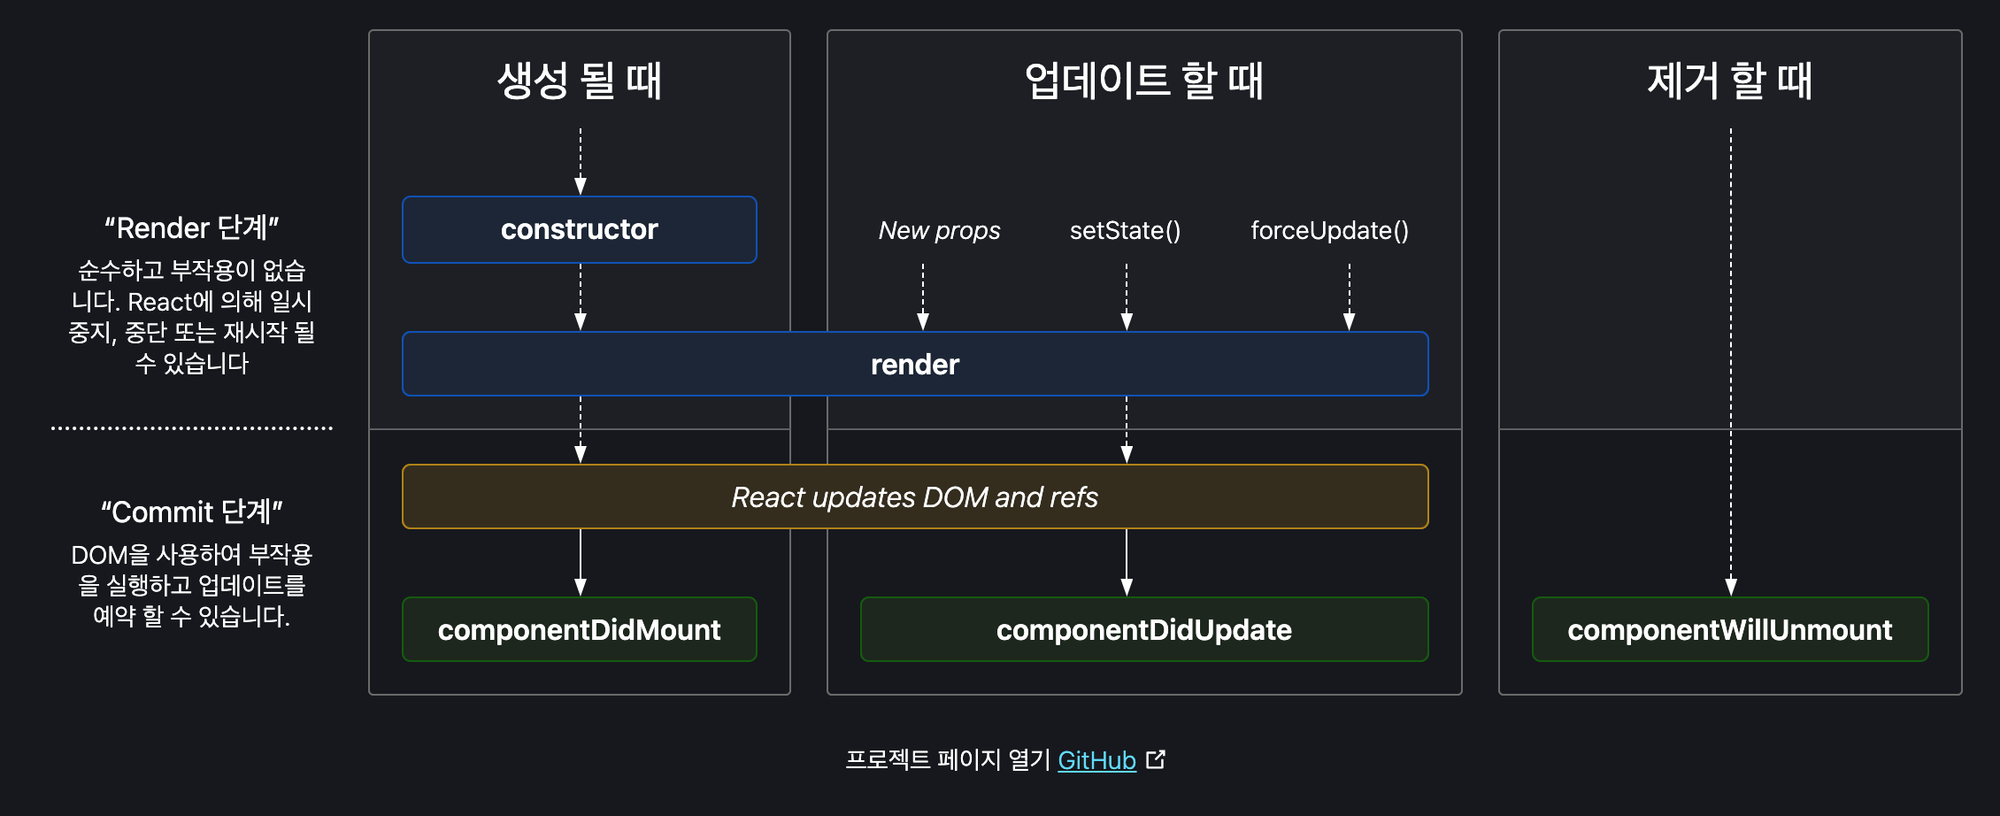 생성 될 때
업데이트 할 때
제거 할 때
“Render 단계”
순수하고 부작용이 없습
니다. React에 의해 일시
중지, 중단 또는 재시작 될
수 있습니다
constructor
New props
setState()
forceUpdate()
render
“Commit 단계”
DOM을 사용하여 부작용
을 실행하고 업데이트를
예약 할 수 있습니다.
React updates DOM and refs
componentDidMount
componentDidUpdate
componentWillUnmount
프로젝트 페이지 열기 GitHub